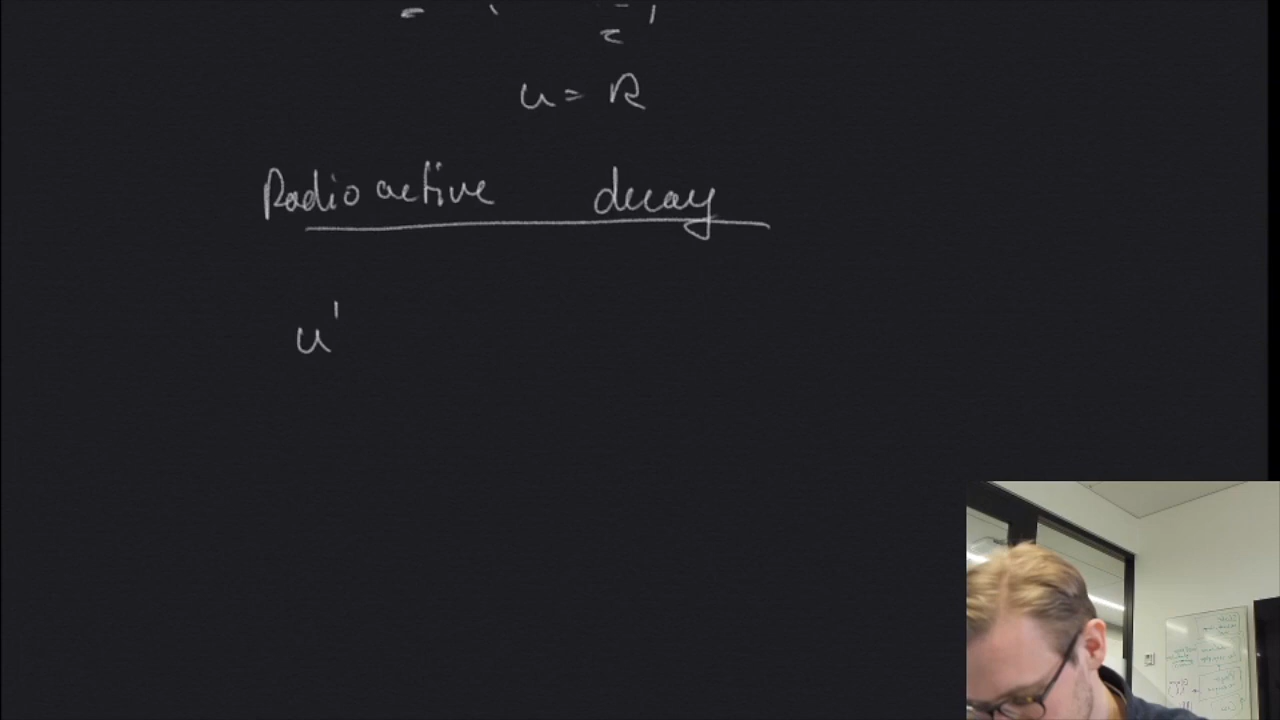 u = R
Radioactive decay
u'